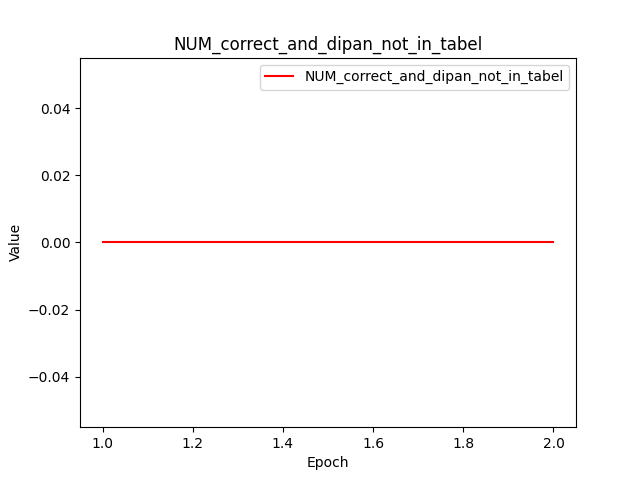 NUM_correct_and_dipan_not_in_tabel
NUM_correct_and_dipan_not_in_tabel
0.04
0.02
0.00
−0.02
−0.04
Value
1.0 1.2 1.4 1.6 1.8 2.0
Epoch